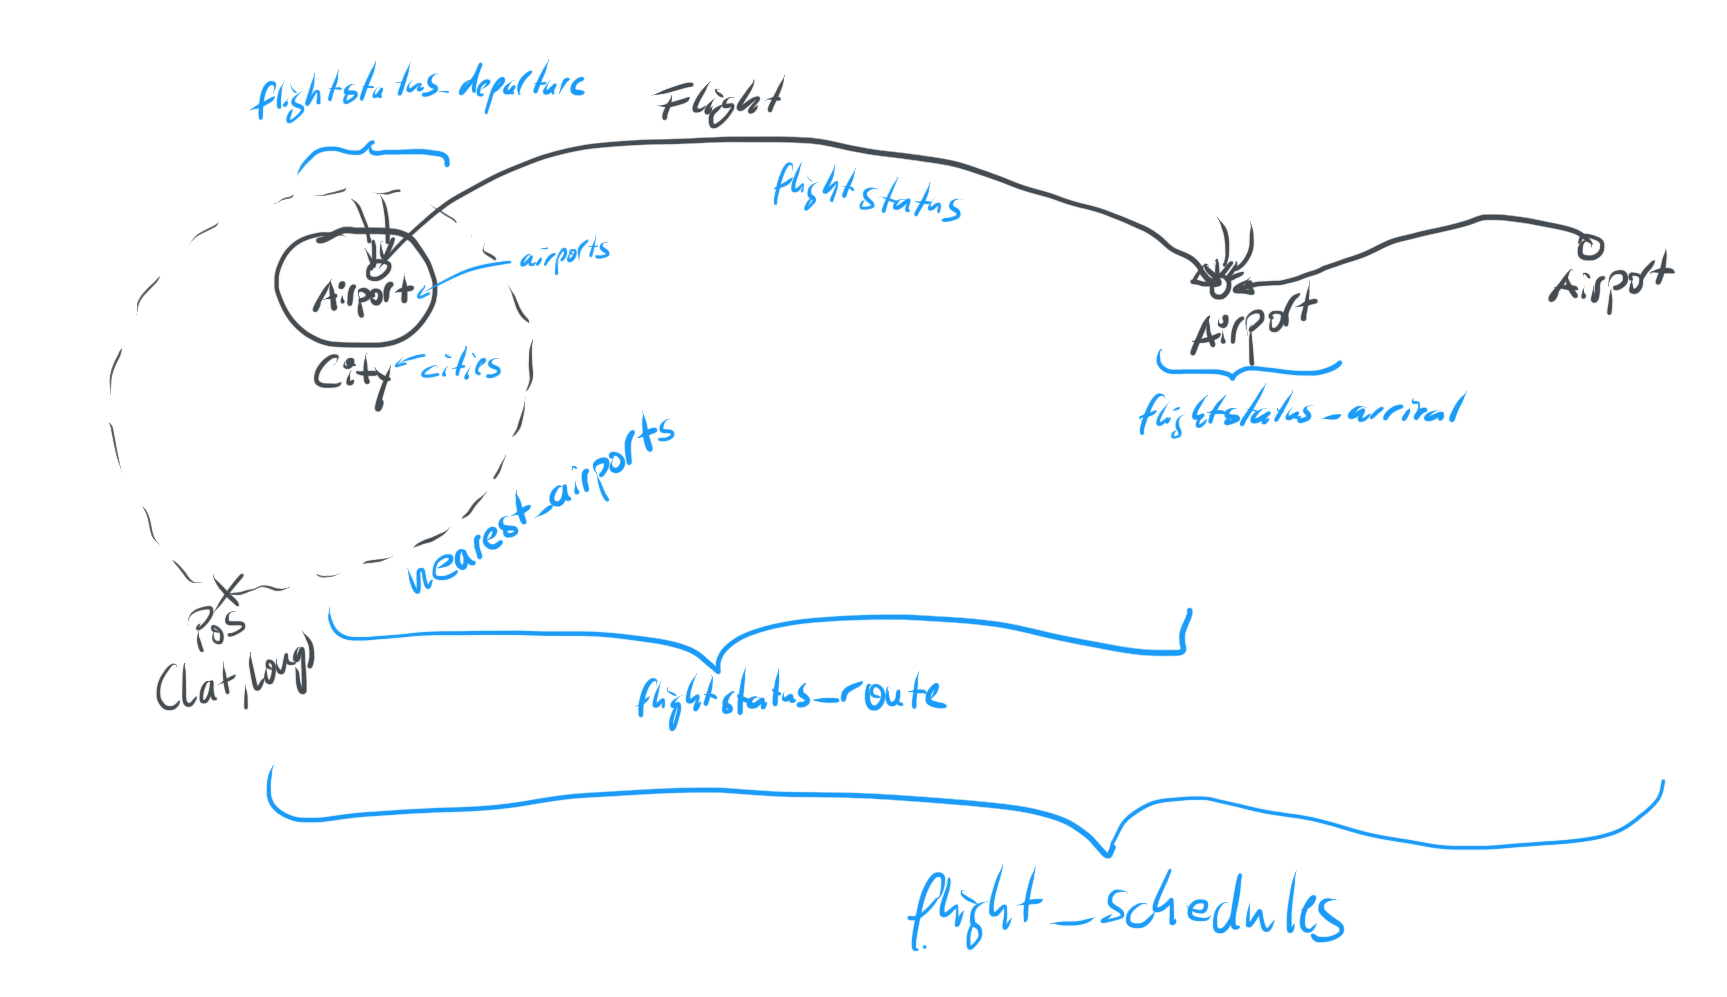 flightstatus_departure
Flight
flightstatus
airports
Airport
City
cities
Airport
Airport
flightstatus_arrival
nearest_airports
Pos
(lat, long)
flightstatus_route
flight_schedules